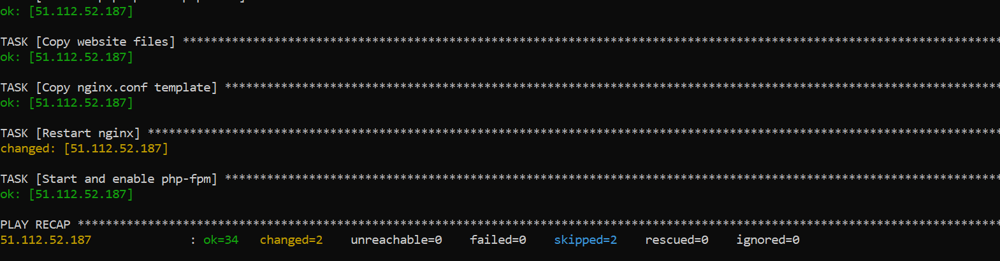 ok: [51.112.52.187]
TASK [Copy website files] *********************************************************************************************************************
ok: [51.112.52.187]
TASK [Copy nginx.conf template] ***************************************************************************************************************
ok: [51.112.52.187]
TASK [Restart nginx] **************************************************************************************************************************
changed: [51.112.52.187]
TASK [Start and enable php-fpm] ***************************************************************************************************************
ok: [51.112.52.187]
PLAY RECAP ************************************************************************************************************************************
51.112.52.187 : ok=34 changed=2 unreachable=0 failed=0 skipped=2 rescued=0 ignored=0